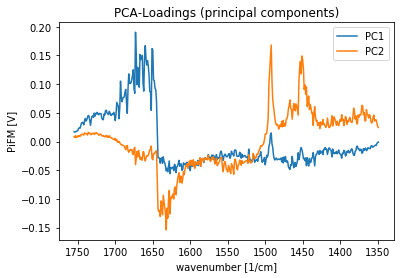 PCA-Loadings (principal components)
PC1
PC2
PiFM [V]
0.20
0.15
0.10
0.05
0.00
−0.05
−0.10
−0.15
1750 1700 1650 1600 1550 1500 1450 1400 1350
wavenumber [1/cm]